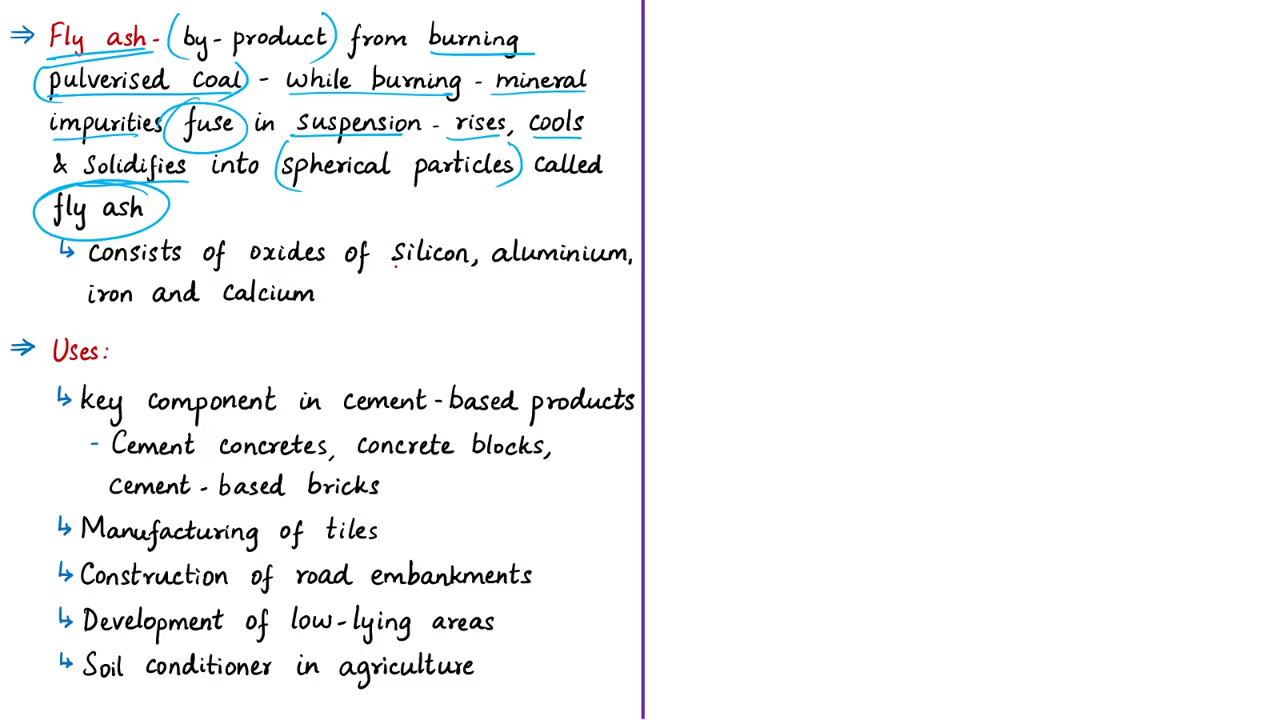 ⇒ Fly ash - (by-product) from burning
pulverised coal - while burning - mineral
impurities fuse in suspension - rises, cools
& Solidifies into (spherical particles) called
fly ash
↳ consists of oxides of silicon, aluminium,
iron and calcium
⇒ Uses:
↳ key component in cement-based products
- Cement concretes, concrete blocks,
cement-based bricks
↳ Manufacturing of tiles
↳ Construction of road embankments
↳ Development of low-lying areas
↳ Soil conditioner in agriculture